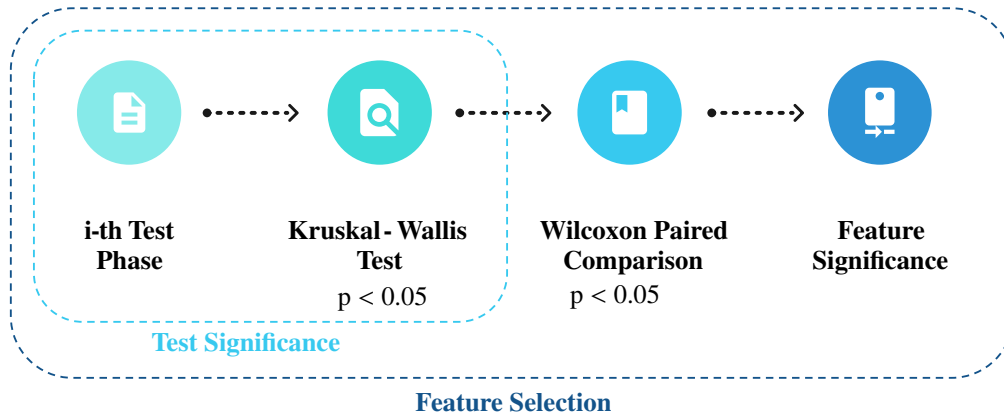 i-th Test
Phase
Kruskal - Wallis
Test
p < 0.05
Wilcoxon Paired
Comparison
p < 0.05
Feature
Significance
Test Significance
Feature Selection